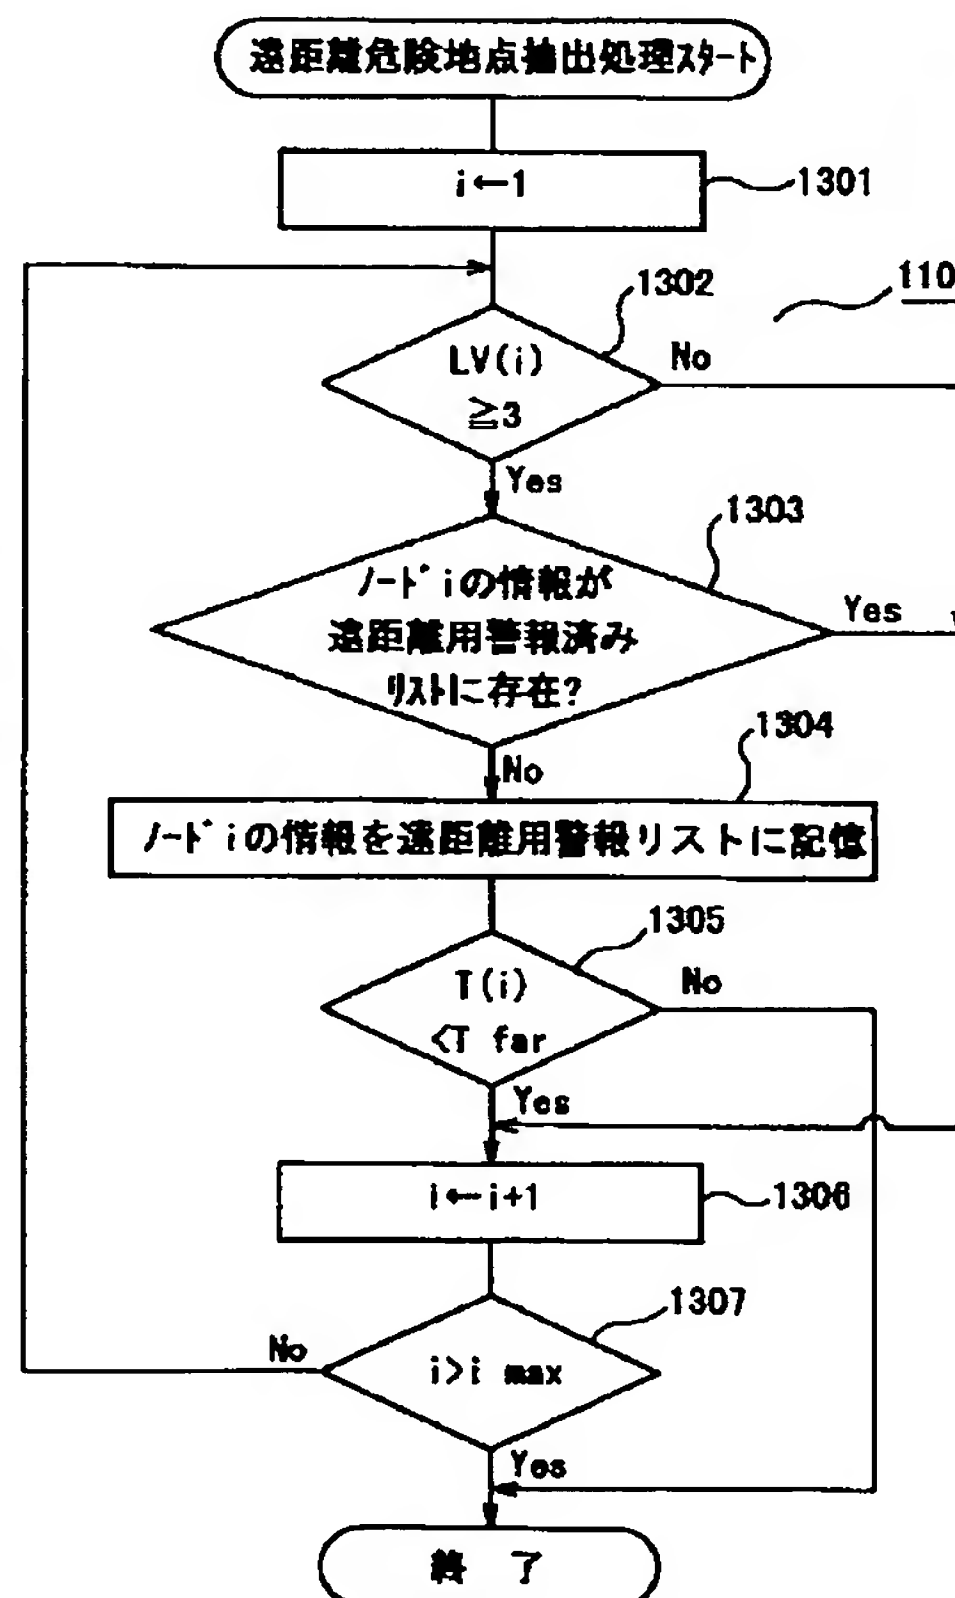 遠距離危険地点抽出処理スタート
i←1
1301
1302
110
LV(i)
≧3
No
Yes
1303
ノードiの情報が
遠距離用警報済み
リストに存在?
Yes
No
1304
ノードiの情報を遠距離用警報リストに記憶
1305
T(i)
<T far
No
Yes
i←i+1
1306
1307
No
i>i max
Yes
終 了